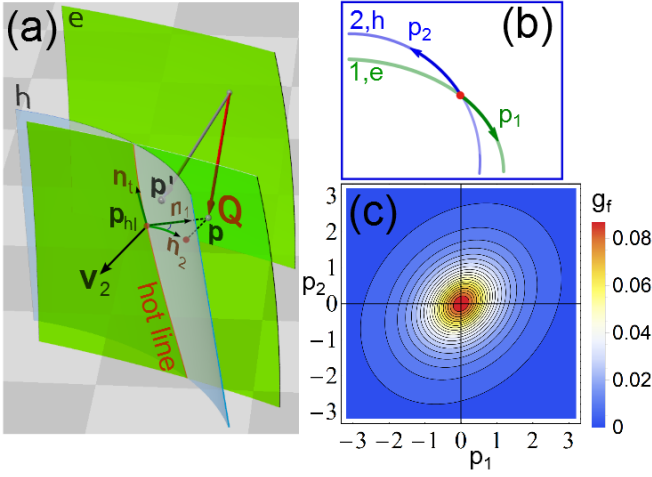 (a)
e
h
n_t
p'
n_1
Q
p_hl
p
n_2
v_2
hot line
(b)
2,h
p_2
1,e
p_1
(c)
g_f
3
2
p_2 1
0
−1
−2
−3
−3 −2 −1 0 1 2 3
p_1
0.08
0.06
0.04
0.02
0